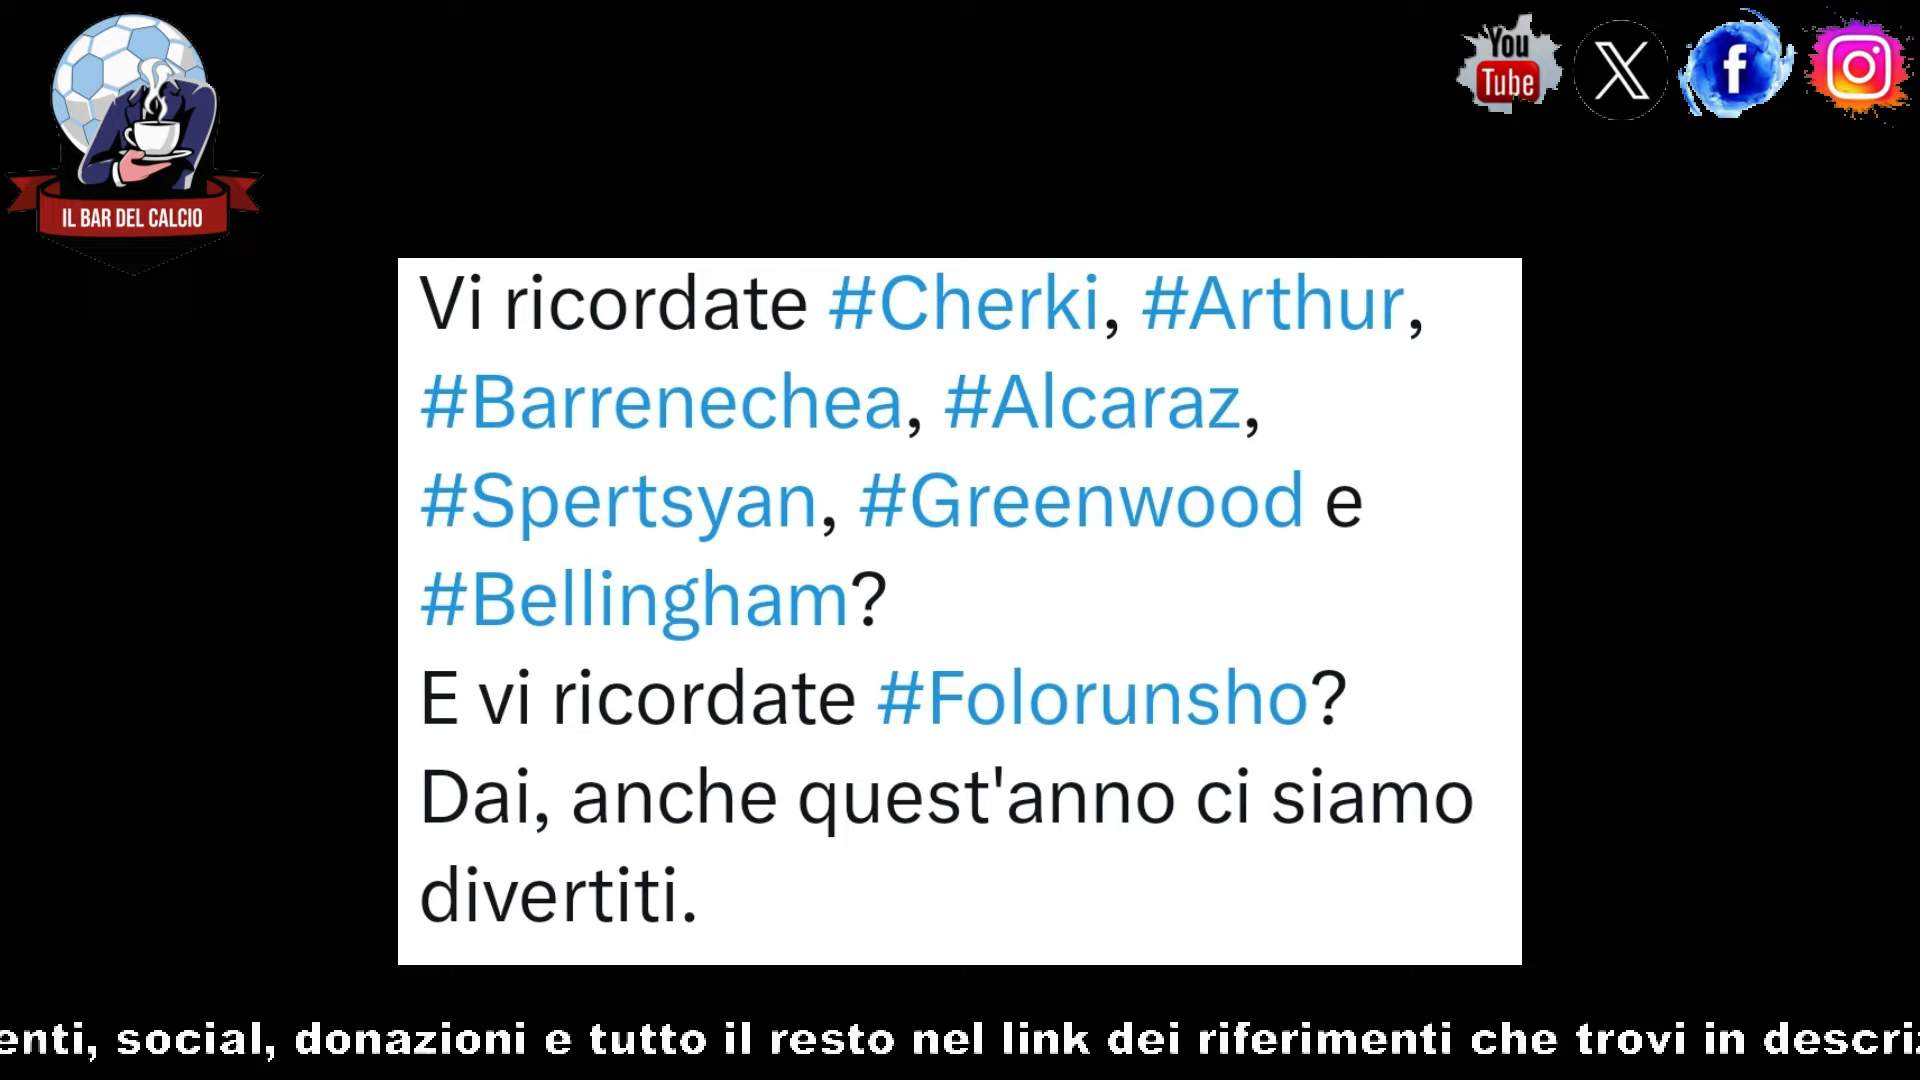 IL BAR DEL CALCIO
You
Tube
Vi ricordate #Cherki, #Arthur,
#Barrenechea, #Alcaraz,
#Spertsyan, #Greenwood e
#Bellingham?
E vi ricordate #Folorunsho?
Dai, anche quest'anno ci siamo
divertiti.
enti, social, donazioni e tutto il resto nel link dei riferimenti che trovi in descri